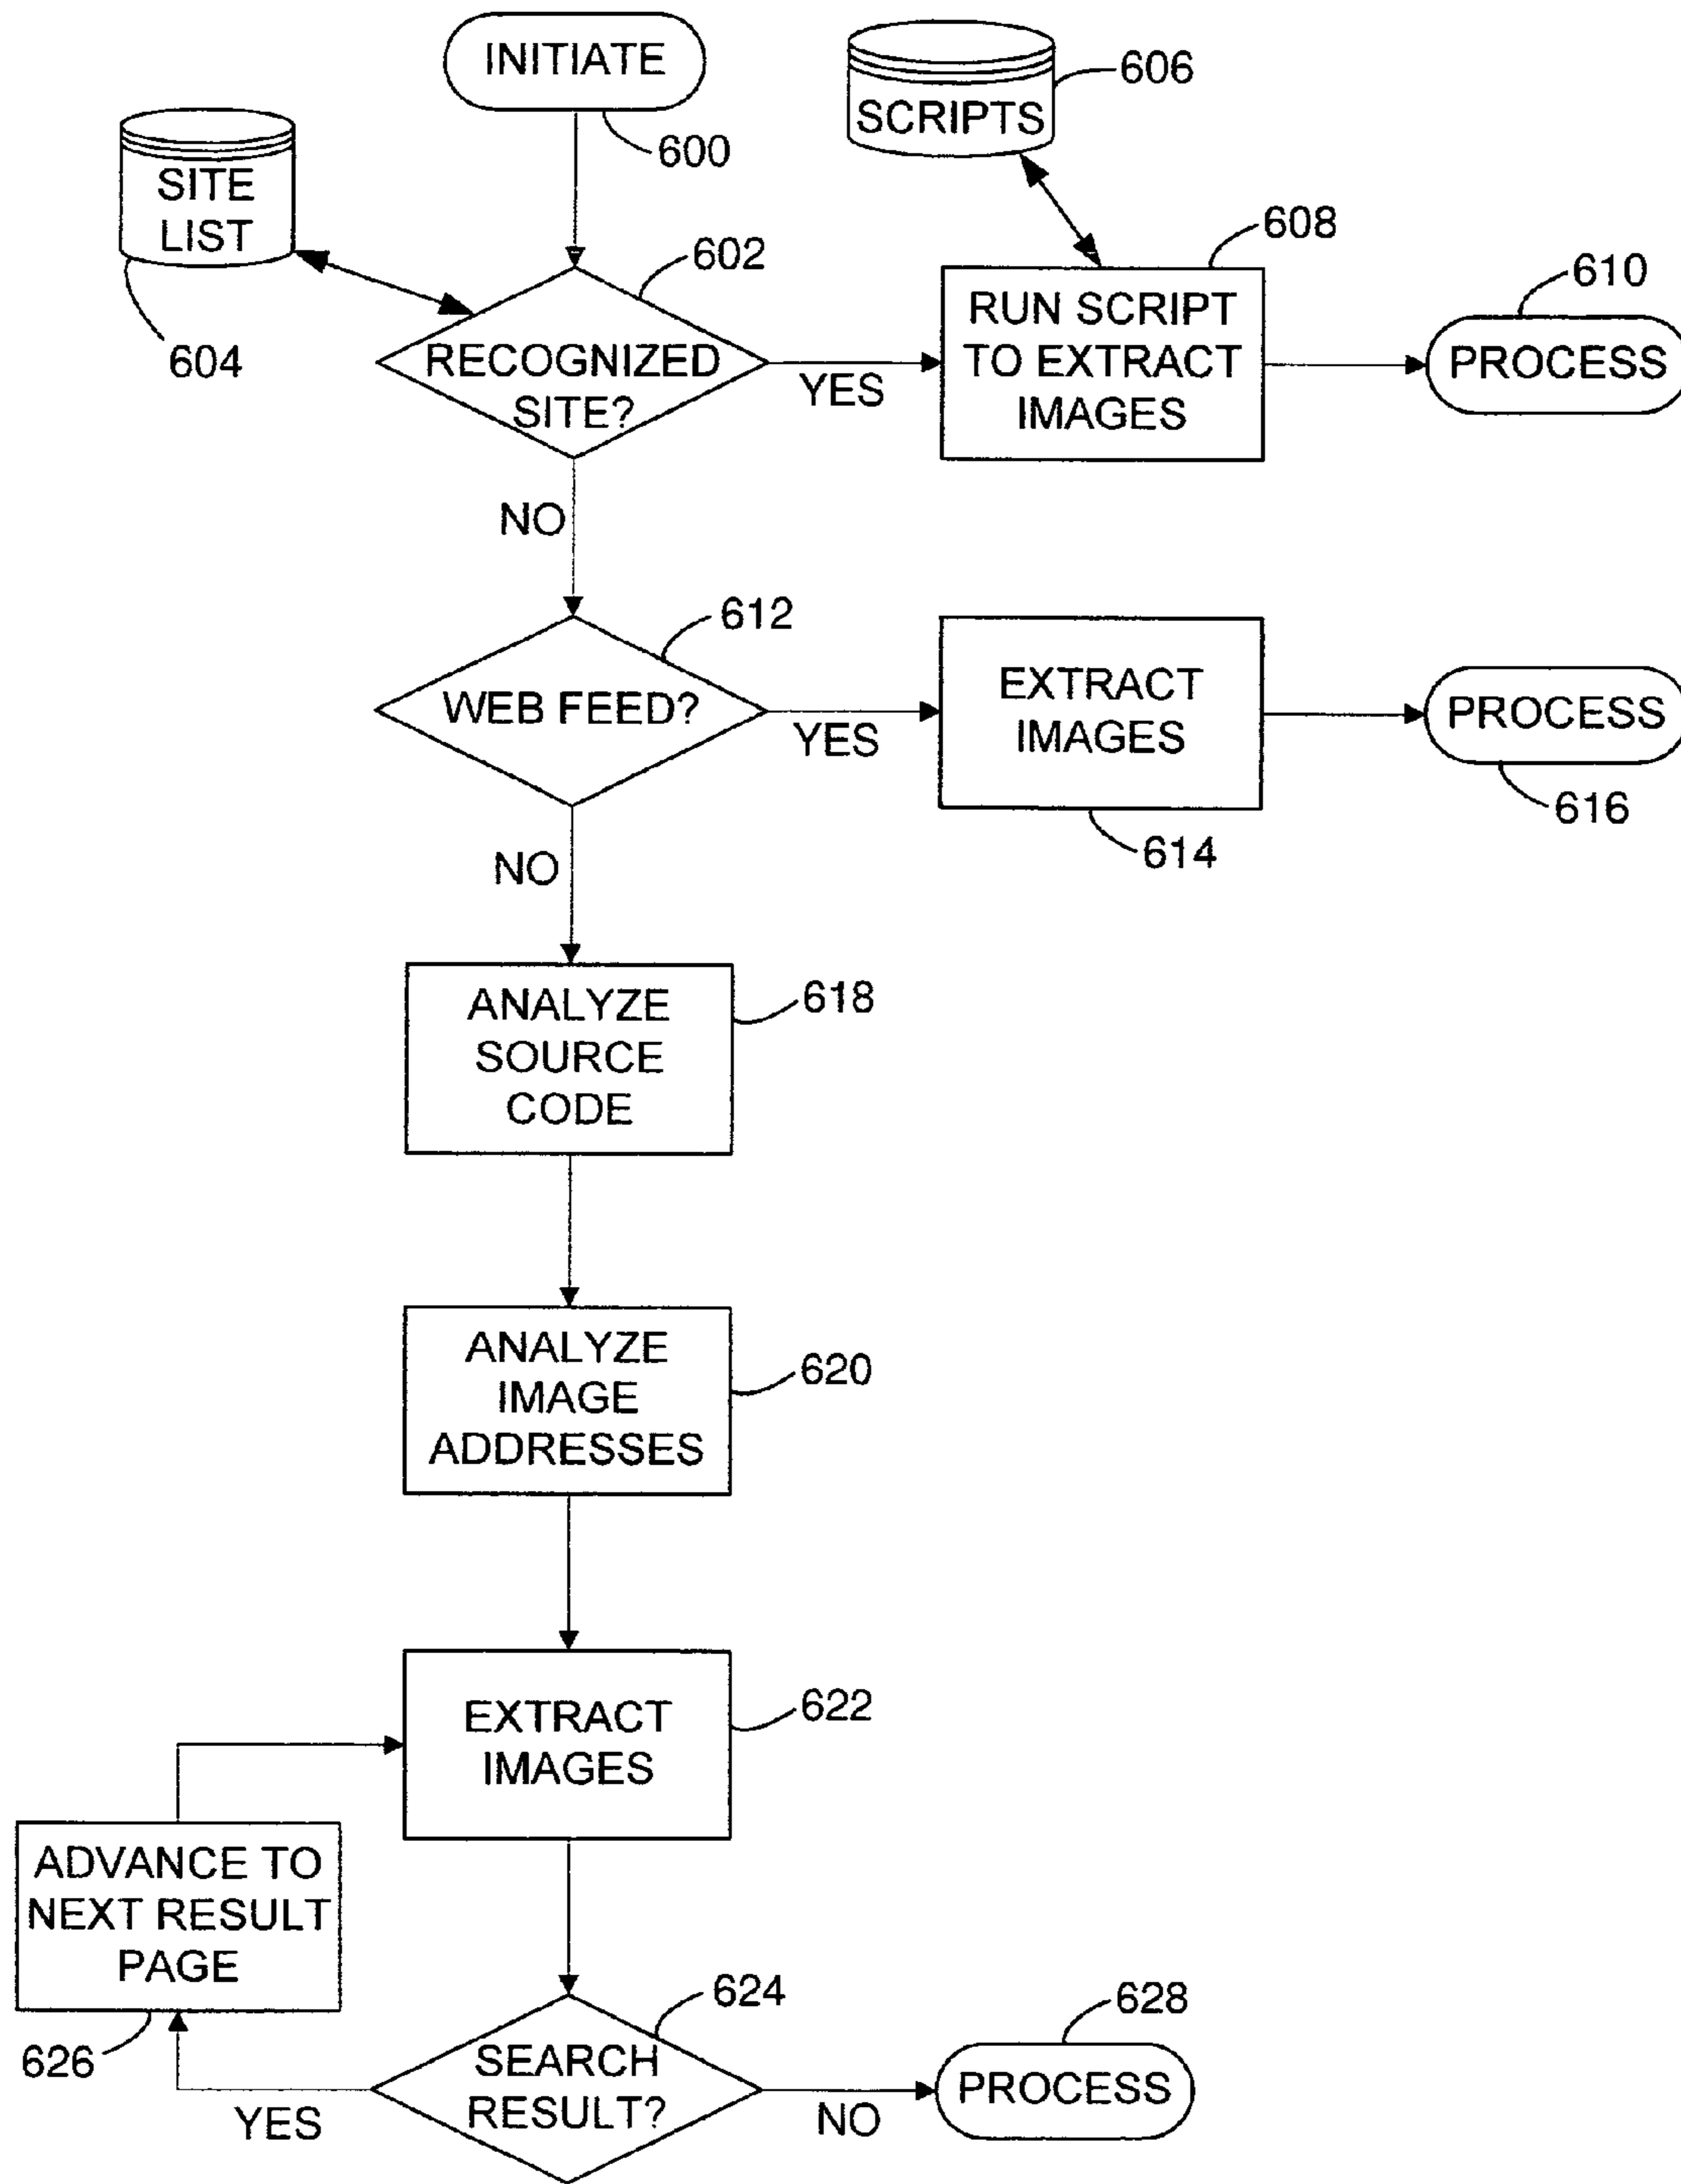 INITIATE
600
SCRIPTS
606
SITE
LIST
604
602
RECOGNIZED
SITE?
YES
608
RUN SCRIPT
TO EXTRACT
IMAGES
610
PROCESS
NO
612
WEB FEED?
YES
EXTRACT
IMAGES
614
PROCESS
616
NO
ANALYZE
SOURCE
CODE
618
ANALYZE
IMAGE
ADDRESSES
620
EXTRACT
IMAGES
622
ADVANCE TO
NEXT RESULT
PAGE
626
624
SEARCH
RESULT?
YES
NO
628
PROCESS